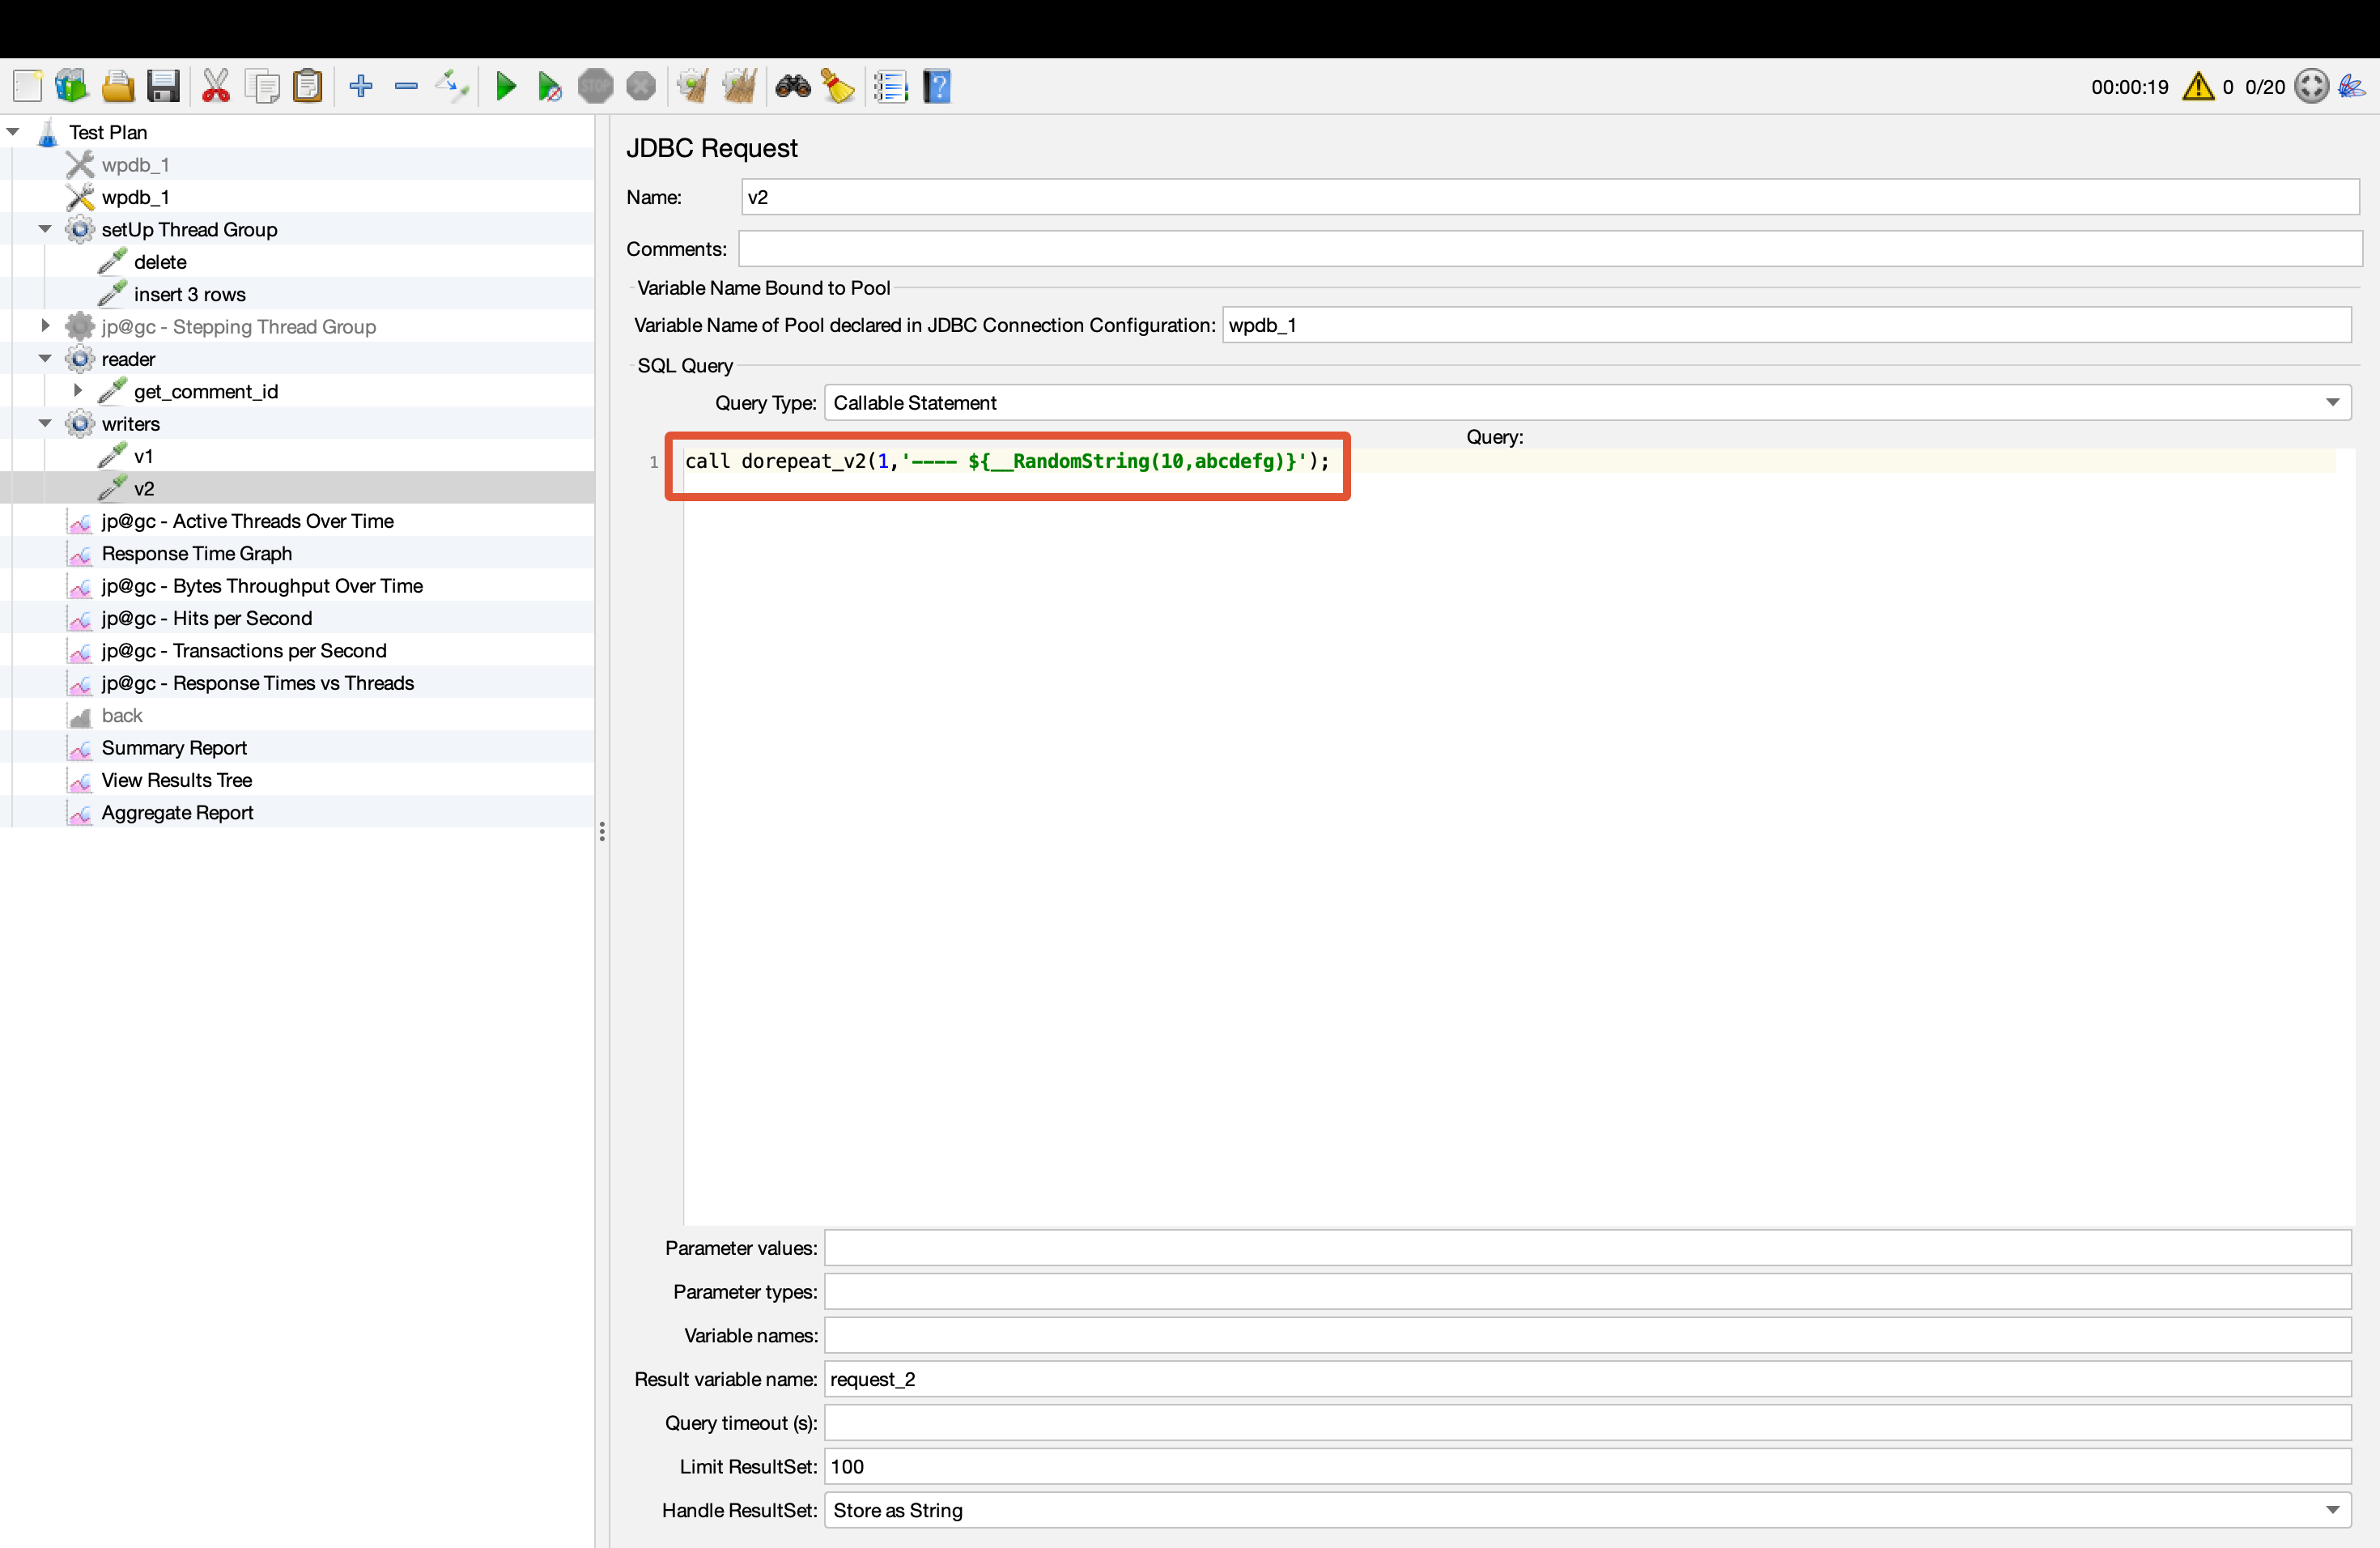 STOP
00:00:19 0 0/20
Test Plan
wpdb_1
wpdb_1
setUp Thread Group
delete
insert 3 rows
jp@gc - Stepping Thread Group
reader
get_comment_id
writers
v1
v2
jp@gc - Active Threads Over Time
Response Time Graph
jp@gc - Bytes Throughput Over Time
jp@gc - Hits per Second
jp@gc - Transactions per Second
jp@gc - Response Times vs Threads
back
Summary Report
View Results Tree
Aggregate Report
JDBC Request
Name: v2
Comments:
Variable Name Bound to Pool
Variable Name of Pool declared in JDBC Connection Configuration: wpdb_1
SQL Query
Query Type: Callable Statement
Query:
1 call dorepeat_v2(1,'---- ${__RandomString(10,abcdefg)}');
Parameter values:
Parameter types:
Variable names:
Result variable name: request_2
Query timeout (s):
Limit ResultSet: 100
Handle ResultSet: Store as String